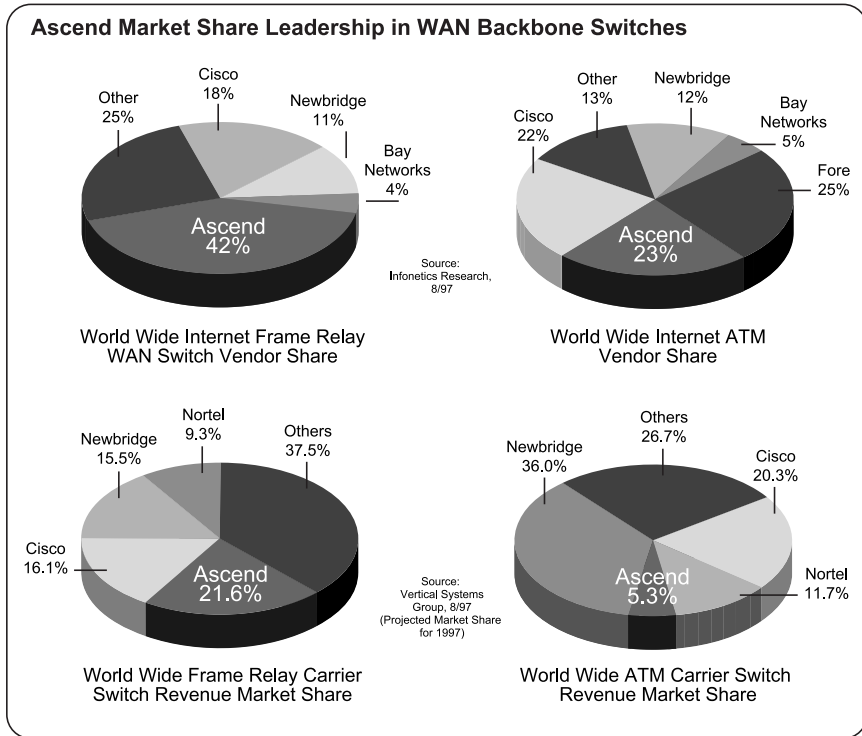 Ascend Market Share Leadership in WAN Backbone Switches
Cisco
18%
Other
25%
Newbridge
11%
Bay
Networks
4%
Ascend
42%
World Wide Internet Frame Relay
WAN Switch Vendor Share
Source:
Infonetics Research,
8/97
Other
13%
Newbridge
12%
Cisco
22%
Bay
Networks
5%
Fore
25%
Ascend
23%
World Wide Internet ATM
Vendor Share
Nortel
9.3%
Newbridge
15.5%
Others
37.5%
Cisco
16.1%
Ascend
21.6%
World Wide Frame Relay Carrier
Switch Revenue Market Share
Source:
Vertical Systems
Group, 8/97
(Projected Market Share
for 1997)
Others
26.7%
Newbridge
36.0%
Cisco
20.3%
Nortel
11.7%
Ascend
5.3%
World Wide ATM Carrier Switch
Revenue Market Share